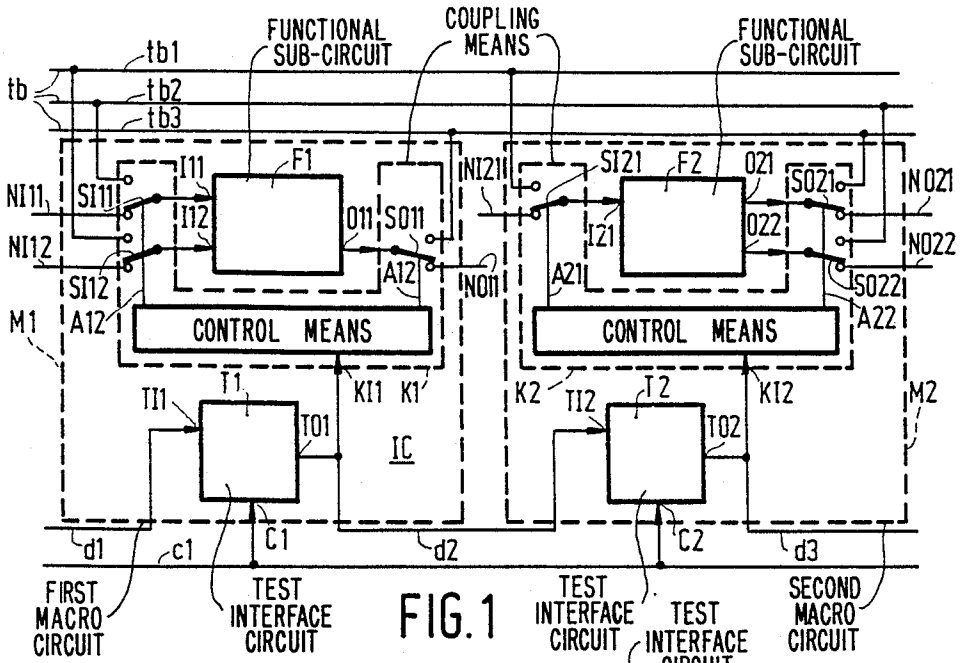 FUNCTIONAL
SUB-CIRCUIT
COUPLING
MEANS
FUNCTIONAL
SUB-CIRCUIT
tb1
tb
tb2
tb3
I11
F1
NI21
SI21
F2
O21
SO21
NO21
NI11
SI11
I12
O11
SO11
I21
O22
NI12
SI12
A12
A12
NO11
A21
SO22
NO22
A22
M1
CONTROL MEANS
CONTROL MEANS
KI1
K1
K2
KI2
M2
TI1
T1
TO1
IC
TI2
T2
TO2
d1
C1
d2
C2
d3
c1
FIRST
MACRO
CIRCUIT
TEST
INTERFACE
CIRCUIT
FIG.1
TEST
INTERFACE
CIRCUIT
TEST
INTERFACE
CIRCUIT
SECOND
MACRO
CIRCUIT